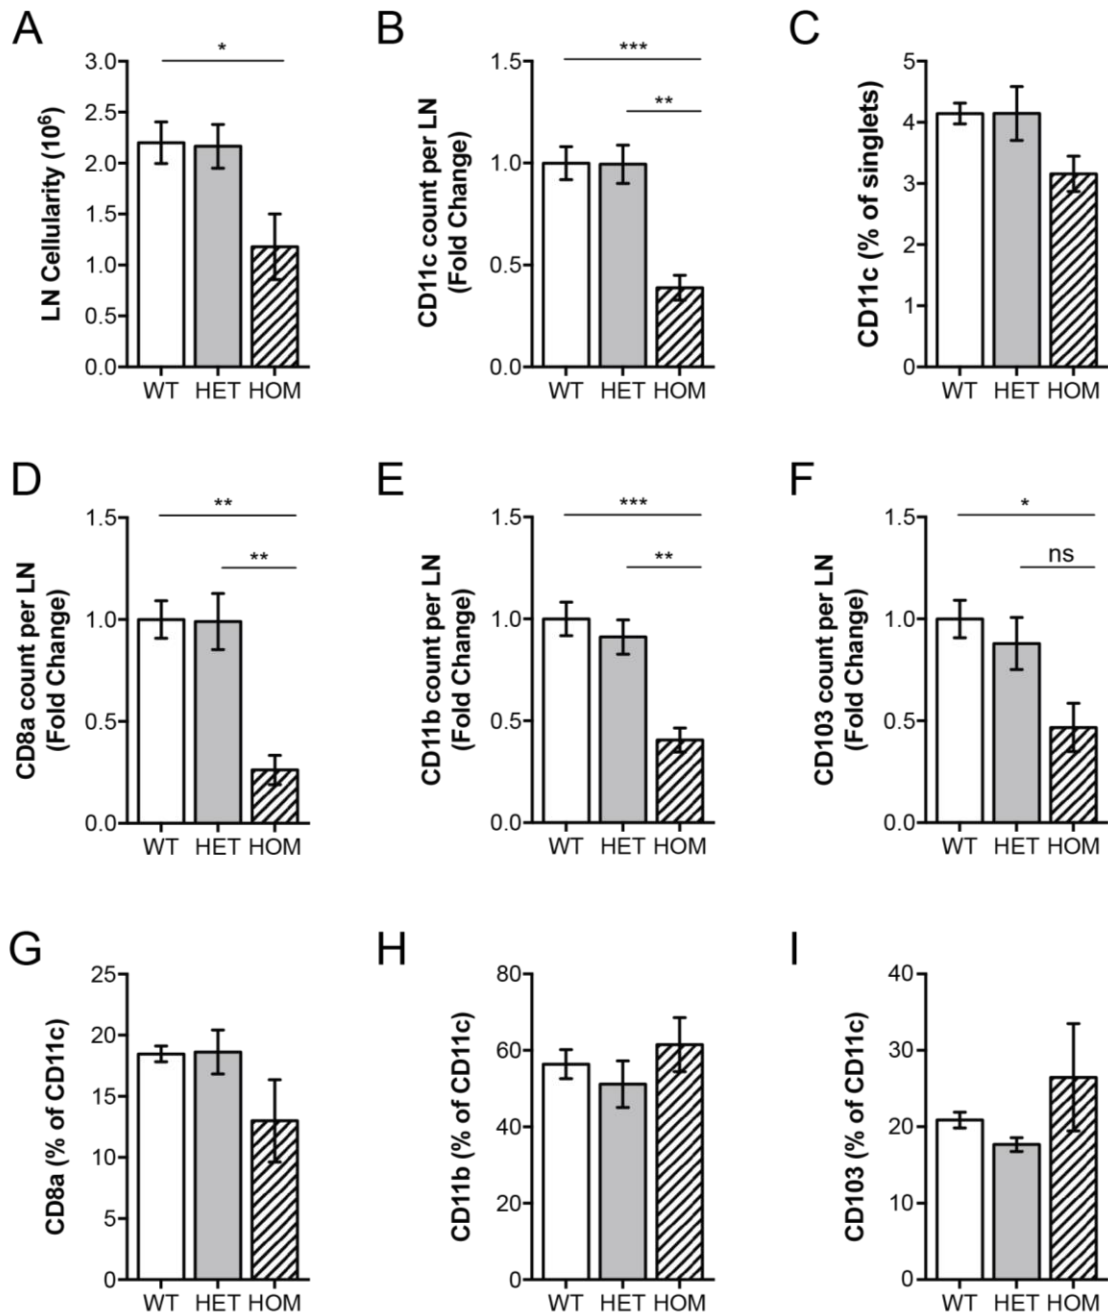 A
LN Cellularity (10⁶)
3.0
2.5
2.0
1.5
1.0
0.5
0.0
*
WT HET HOM
B
CD11c count per LN
(Fold Change)
1.5
1.0
0.5
0.0
***
**
WT HET HOM
C
CD11c (% of singlets)
5
4
3
2
1
0
WT HET HOM
D
CD8a count per LN
(Fold Change)
1.5
1.0
0.5
0.0
**
**
WT HET HOM
E
CD11b count per LN
(Fold Change)
1.5
1.0
0.5
0.0
***
**
WT HET HOM
F
CD103 count per LN
(Fold Change)
1.5
1.0
0.5
0.0
*
ns
WT HET HOM
G
CD8a (% of CD11c)
25
20
15
10
5
0
WT HET HOM
H
CD11b (% of CD11c)
80
60
40
20
0
WT HET HOM
I
CD103 (% of CD11c)
40
30
20
10
0
WT HET HOM